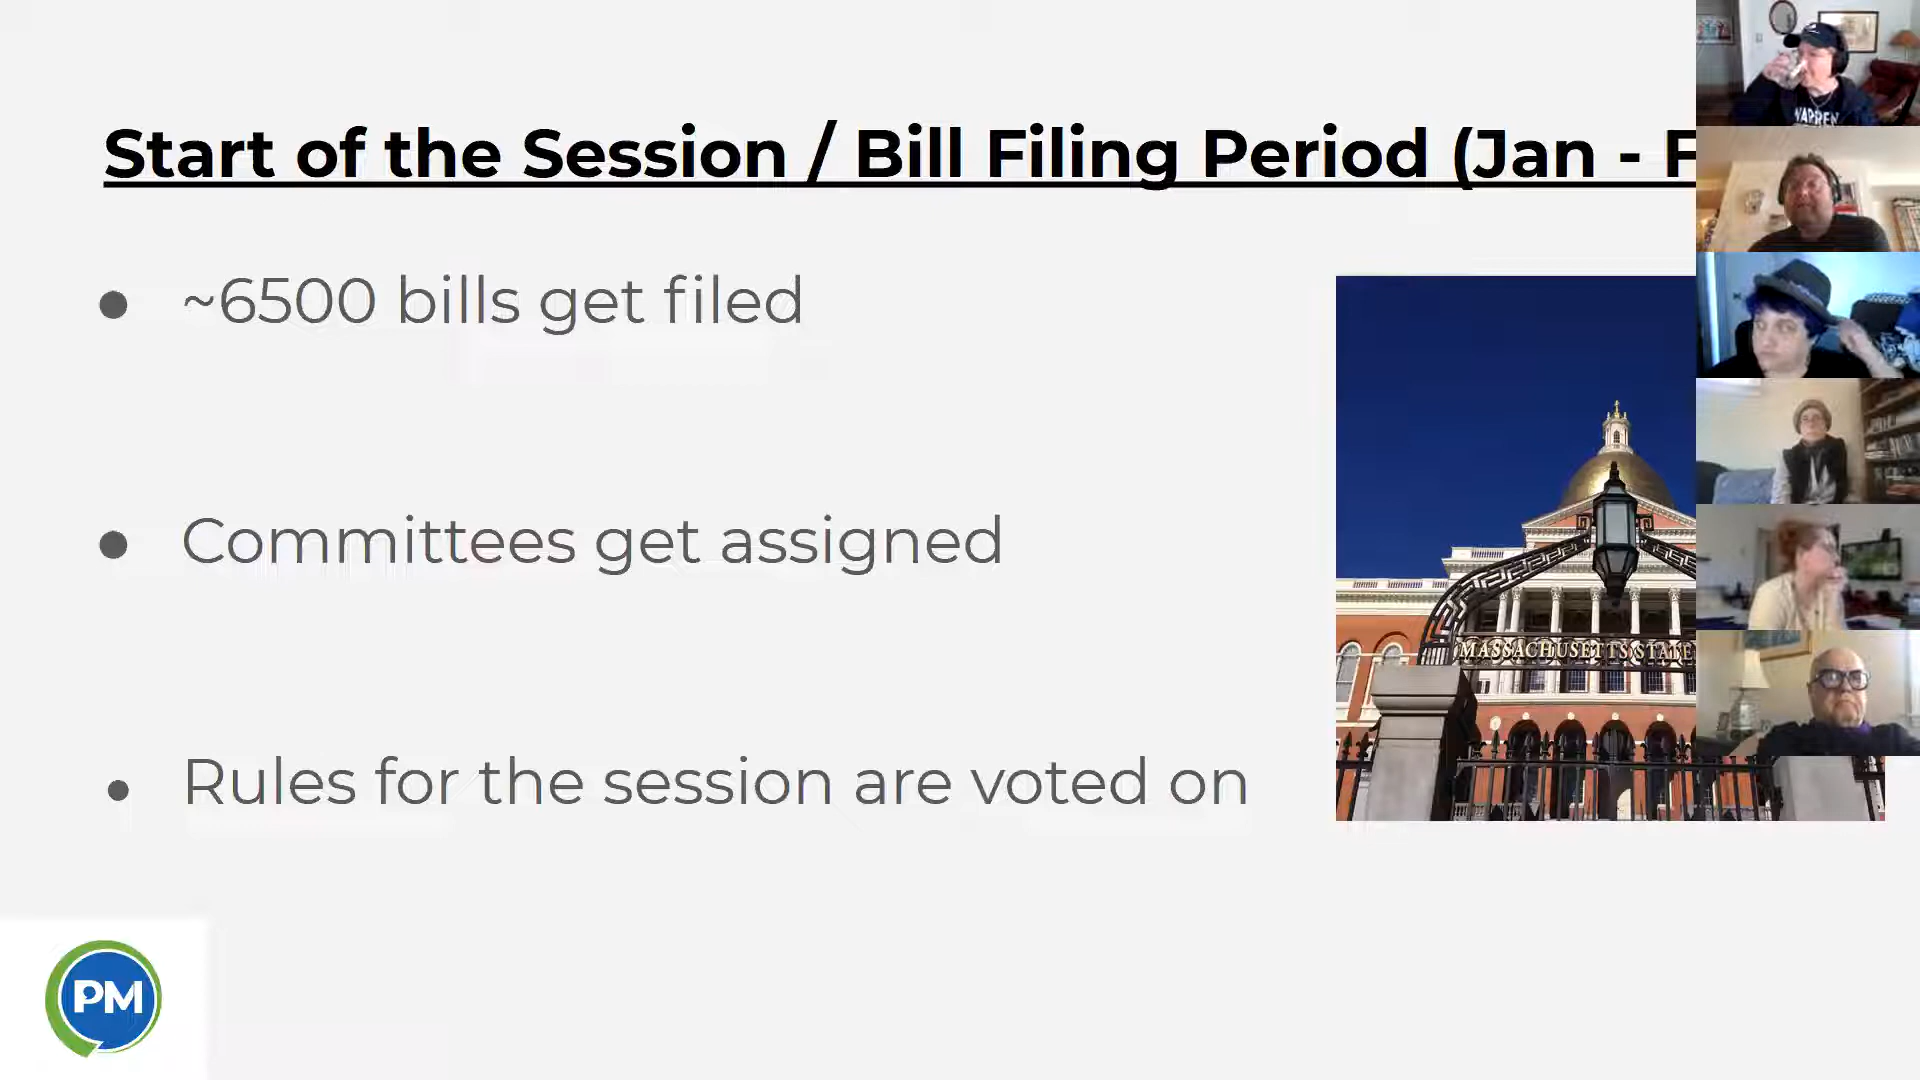 Start of the Session / Bill Filing Period (Jan - F
WARREN
● ~6500 bills get filed
● Committees get assigned
MASSACHUSETTS STATE
● Rules for the session are voted on
PM